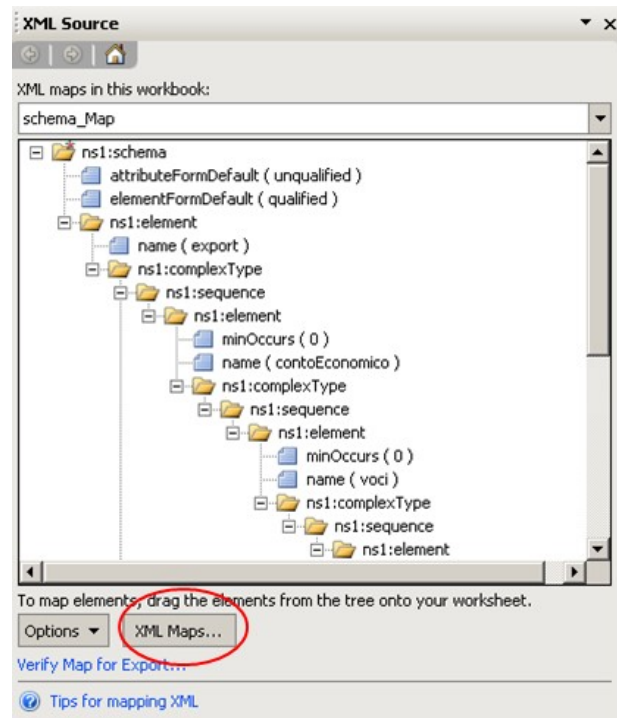 XML Source
XML maps in this workbook:
schema_Map
ns1:schema
attributeFormDefault ( unqualified )
elementFormDefault ( qualified )
ns1:element
name ( export )
ns1:complexType
ns1:sequence
ns1:element
minOccurs ( 0 )
name ( contoEconomico )
ns1:complexType
ns1:sequence
ns1:element
minOccurs ( 0 )
name ( voci )
ns1:complexType
ns1:sequence
ns1:element
To map elements, drag the elements from the tree onto your worksheet.
Options XML Maps...
Verify Map for Export...
Tips for mapping XML